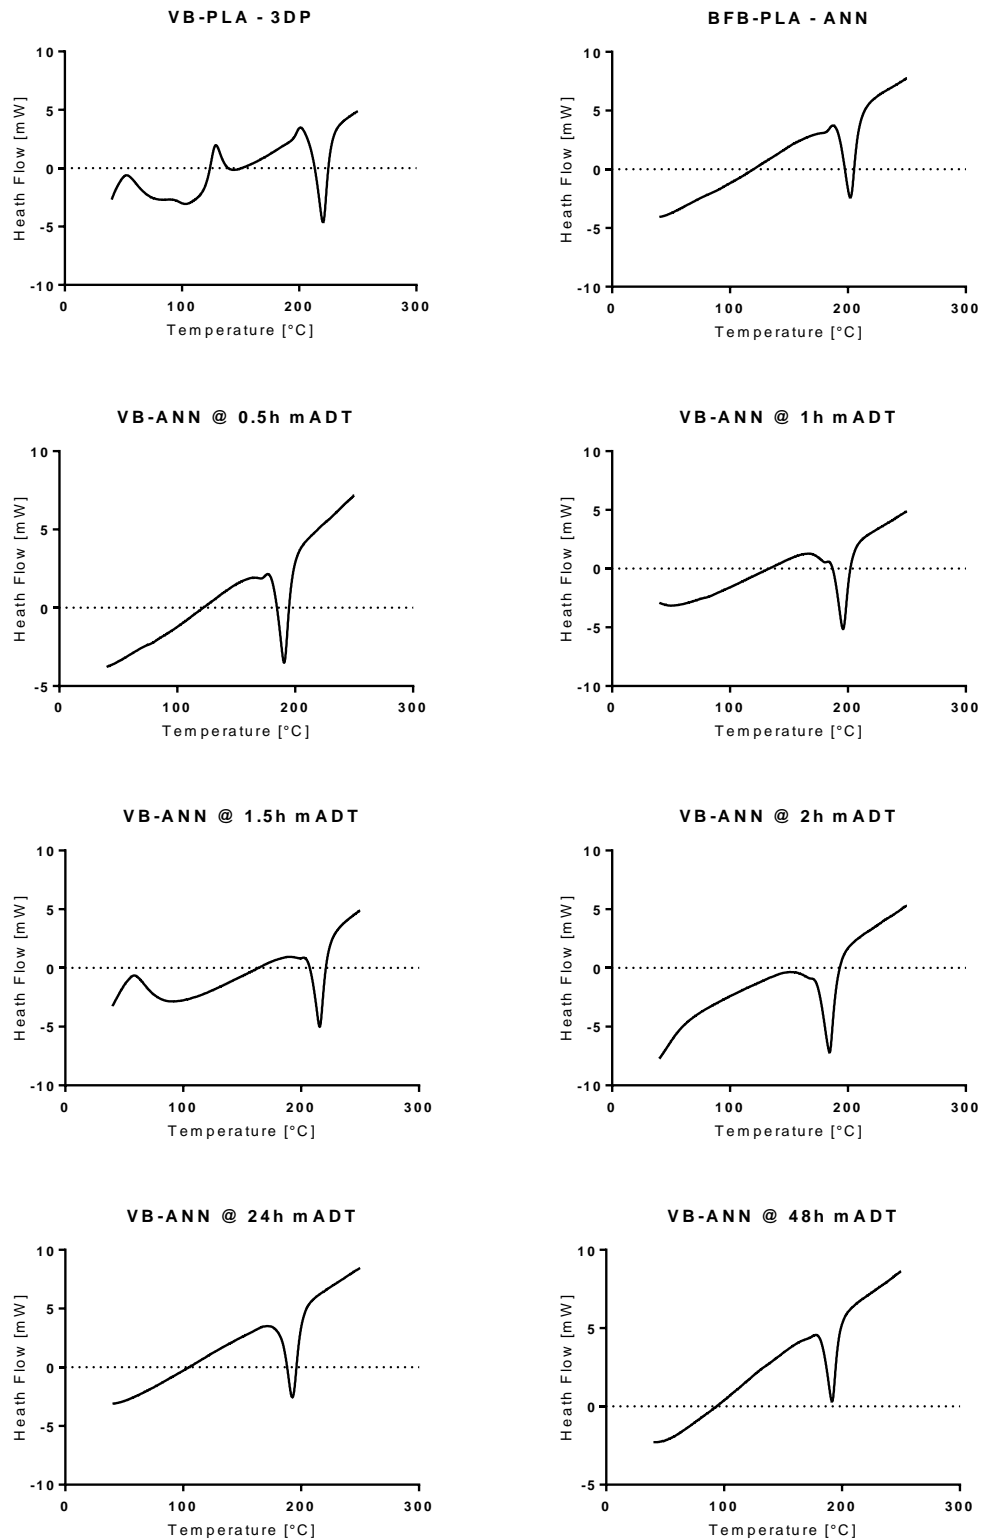 VB-PLA - 3DP
10
5
0
-5
-10
Heath Flow [mW]
0 100 200 300
Temperature [°C]
BFB-PLA - ANN
10
5
0
-5
-10
Heath Flow [mW]
0 100 200 300
Temperature [°C]
VB-ANN @ 0.5h mADT
10
5
0
-5
Heath Flow [mW]
0 100 200 300
Temperature [°C]
VB-ANN @ 1h mADT
10
5
0
-5
-10
Heath Flow [mW]
0 100 200 300
Temperature [°C]
VB-ANN @ 1.5h mADT
10
5
0
-5
-10
Heath Flow [mW]
0 100 200 300
Temperature [°C]
VB-ANN @ 2h mADT
10
5
0
-5
-10
Heath Flow [mW]
0 100 200 300
Temperature [°C]
VB-ANN @ 24h mADT
10
5
0
-5
-10
Heath Flow [mW]
0 100 200 300
Temperature [°C]
VB-ANN @ 48h mADT
10
5
0
-5
Heath Flow [mW]
0 100 200 300
Temperature [°C]